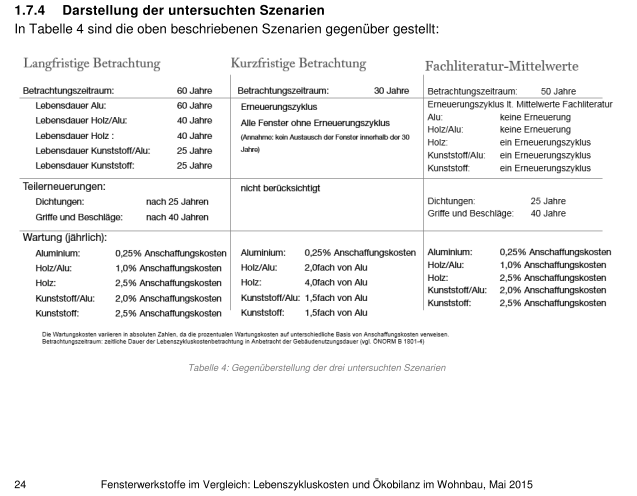 1.7.4 Darstellung der untersuchten Szenarien
In Tabelle 4 sind die oben beschriebenen Szenarien gegenüber gestellt:
Langfristige Betrachtung
Betrachtungszeitraum: 60 Jahre
Lebensdauer Alu: 60 Jahre
Lebensdauer Holz/Alu: 40 Jahre
Lebensdauer Holz : 40 Jahre
Lebensdauer Kunststoff/Alu: 25 Jahre
Lebensdauer Kunststoff: 25 Jahre
Teilerneuerungen:
Dichtungen: nach 25 Jahren
Griffe und Beschläge: nach 40 Jahren
Wartung (jährlich):
Aluminium: 0,25% Anschaffungskosten
Holz/Alu: 1,0% Anschaffungskosten
Holz: 2,5% Anschaffungskosten
Kunststoff/Alu: 2,0% Anschaffungskosten
Kunststoff: 2,5% Anschaffungskosten
Kurzfristige Betrachtung
Betrachtungszeitraum: 30 Jahre
Erneuerungszyklus
Alle Fenster ohne Erneuerungszyklus
(Annahme: kein Austausch der Fenster innerhalb der 30
Jahre)
nicht berücksichtigt
Aluminium: 0,25% Anschaffungskosten
Holz/Alu: 2,0fach von Alu
Holz: 4,0fach von Alu
Kunststoff/Alu: 1,5fach von Alu
Kunststoff: 1,5fach von Alu
Fachliteratur-Mittelwerte
Betrachtungszeitraum: 50 Jahre
Erneuerungszyklus lt. Mittelwerte Fachliteratur
Alu: keine Erneuerung
Holz/Alu: keine Erneuerung
Holz: ein Erneuerungszyklus
Kunststoff/Alu: ein Erneuerungszyklus
Kunststoff: ein Erneuerungszyklus
Dichtungen: 25 Jahre
Griffe und Beschläge: 40 Jahre
Aluminium: 0,25% Anschaffungskosten
Holz/Alu: 1,0% Anschaffungskosten
Holz: 2,5% Anschaffungskosten
Kunststoff/Alu: 2,0% Anschaffungskosten
Kunststoff: 2,5% Anschaffungskosten
Die Wartungskosten variieren in absoluten Zahlen, da die prozentualen Wartungskosten auf unterschiedliche Basis von Anschaffungskosten verweisen.
Betrachtungszeitraum: zeitliche Dauer der Lebenszykluskostenbetrachtung in Anbetracht der Gebäudenutzungsdauer (vgl. ÖNORM B 1801-4)
Tabelle 4: Gegenüberstellung der drei untersuchten Szenarien
24 Fensterwerkstoffe im Vergleich: Lebenszykluskosten und Ökobilanz im Wohnbau, Mai 2015